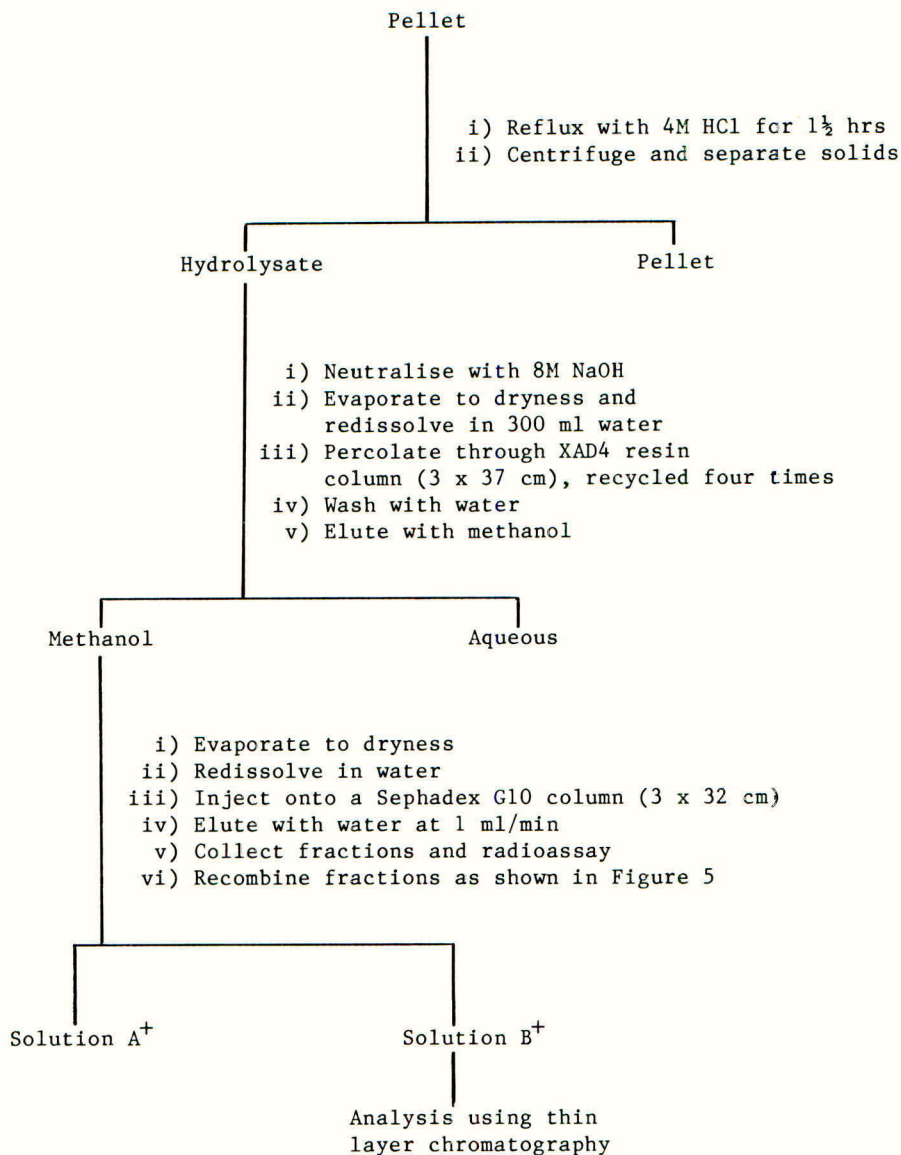 Pellet
i) Reflux with 4M HCl for 1½ hrs
ii) Centrifuge and separate solids
Hydrolysate Pellet
i) Neutralise with 8M NaOH
ii) Evaporate to dryness and
redissolve in 300 ml water
iii) Percolate through XAD4 resin
column (3 x 37 cm), recycled four times
iv) Wash with water
v) Elute with methanol
Methanol Aqueous
i) Evaporate to dryness
ii) Redissolve in water
iii) Inject onto a Sephadex G10 column (3 x 32 cm)
iv) Elute with water at 1 ml/min
v) Collect fractions and radioassay
vi) Recombine fractions as shown in Figure 5
Solution A⁺ Solution B⁺
Analysis using thin
layer chromatography